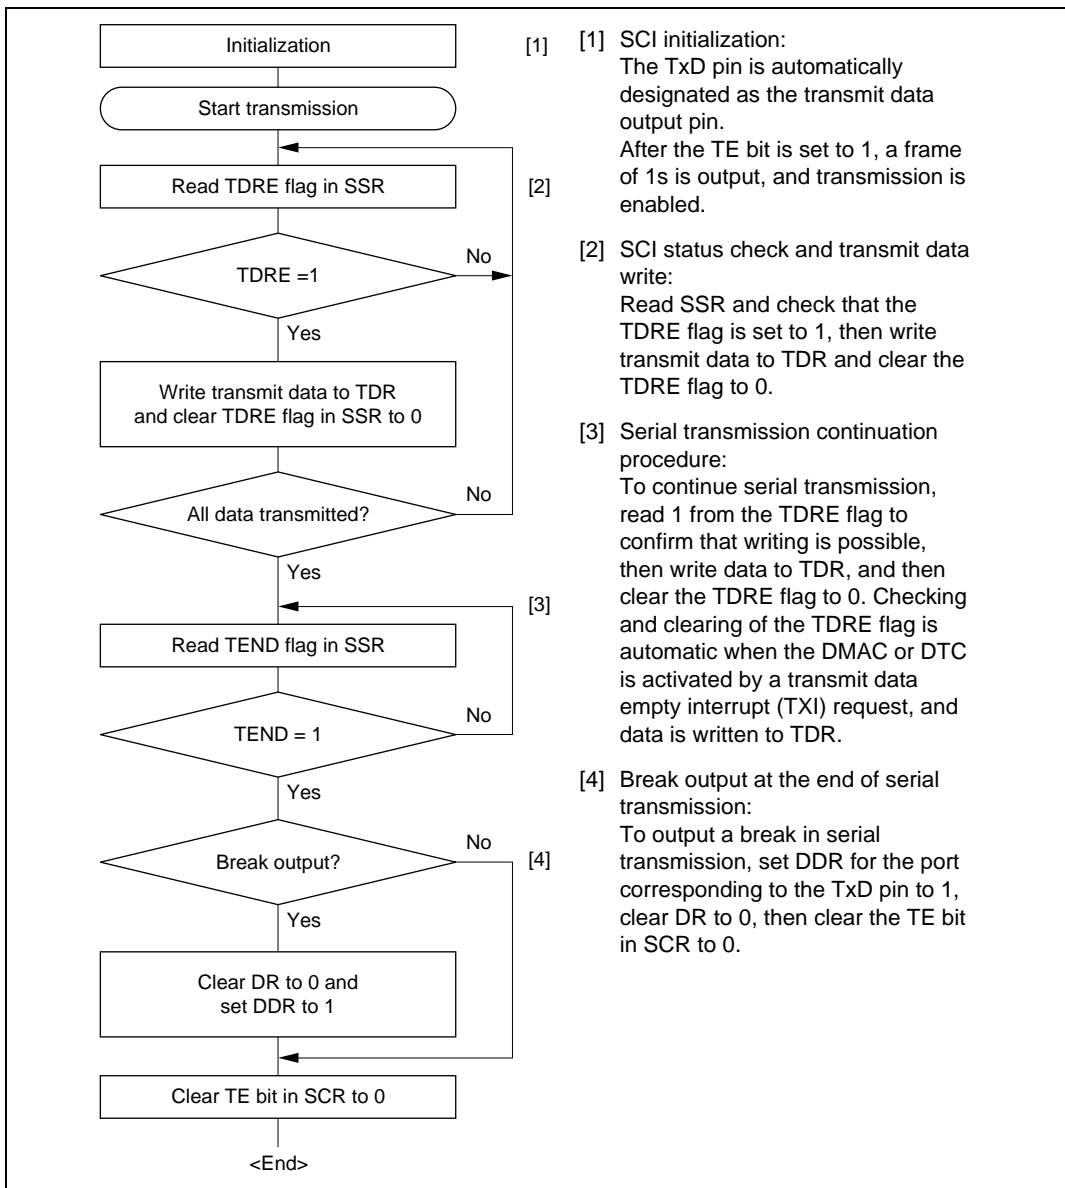 Initialization
[1]
Start transmission
Read TDRE flag in SSR
[2]
TDRE =1
No
Yes
Write transmit data to TDR
and clear TDRE flag in SSR to 0
All data transmitted?
No
Yes
[3]
Read TEND flag in SSR
TEND = 1
No
Yes
Break output?
No
[4]
Yes
Clear DR to 0 and
set DDR to 1
Clear TE bit in SCR to 0
<End>
[1] SCI initialization:
The TxD pin is automatically
designated as the transmit data
output pin.
After the TE bit is set to 1, a frame
of 1s is output, and transmission is
enabled.
[2] SCI status check and transmit data
write:
Read SSR and check that the
TDRE flag is set to 1, then write
transmit data to TDR and clear the
TDRE flag to 0.
[3] Serial transmission continuation
procedure:
To continue serial transmission,
read 1 from the TDRE flag to
confirm that writing is possible,
then write data to TDR, and then
clear the TDRE flag to 0. Checking
and clearing of the TDRE flag is
automatic when the DMAC or DTC
is activated by a transmit data
empty interrupt (TXI) request, and
data is written to TDR.
[4] Break output at the end of serial
transmission:
To output a break in serial
transmission, set DDR for the port
corresponding to the TxD pin to 1,
clear DR to 0, then clear the TE bit
in SCR to 0.